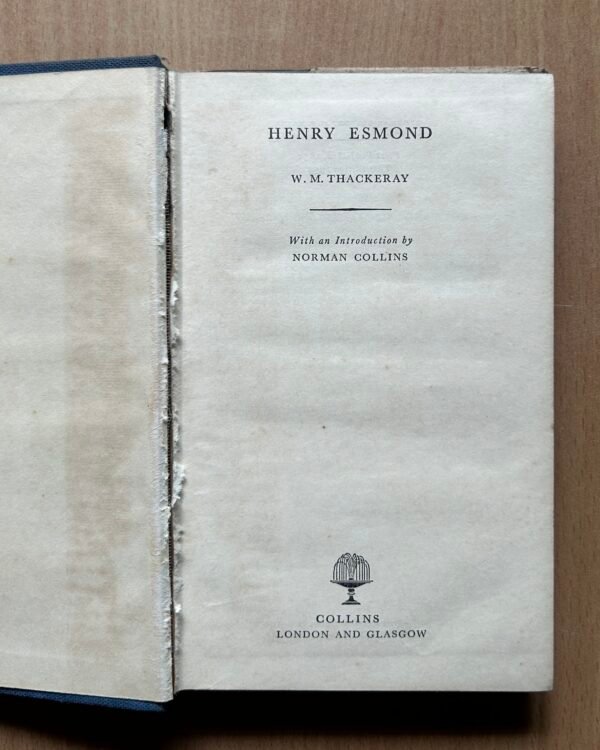 HENRY ESMOND
W. M. THACKERAY
With an Introduction by
NORMAN COLLINS
COLLINS
LONDON AND GLASGOW